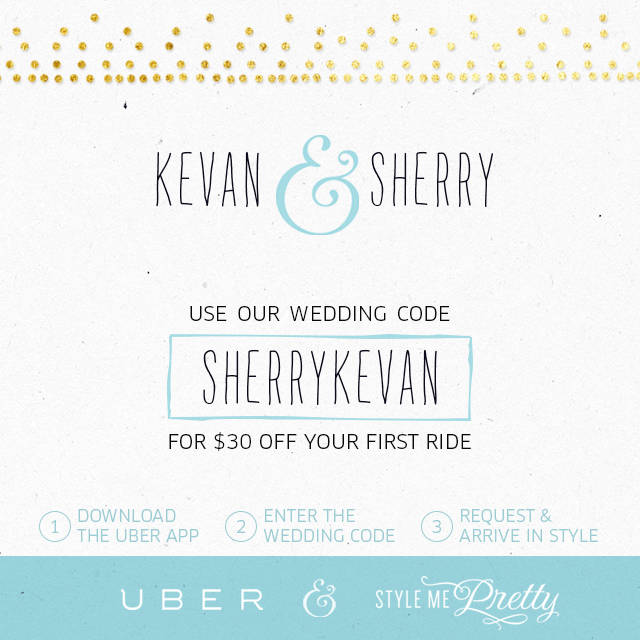 KEVAN & SHERRY
USE OUR WEDDING CODE
SHERRYKEVAN
FOR $30 OFF YOUR FIRST RIDE
1 DOWNLOAD
THE UBER APP
2 ENTER THE
WEDDING CODE
3 REQUEST &
ARRIVE IN STYLE
UBER & STYLE ME Pretty